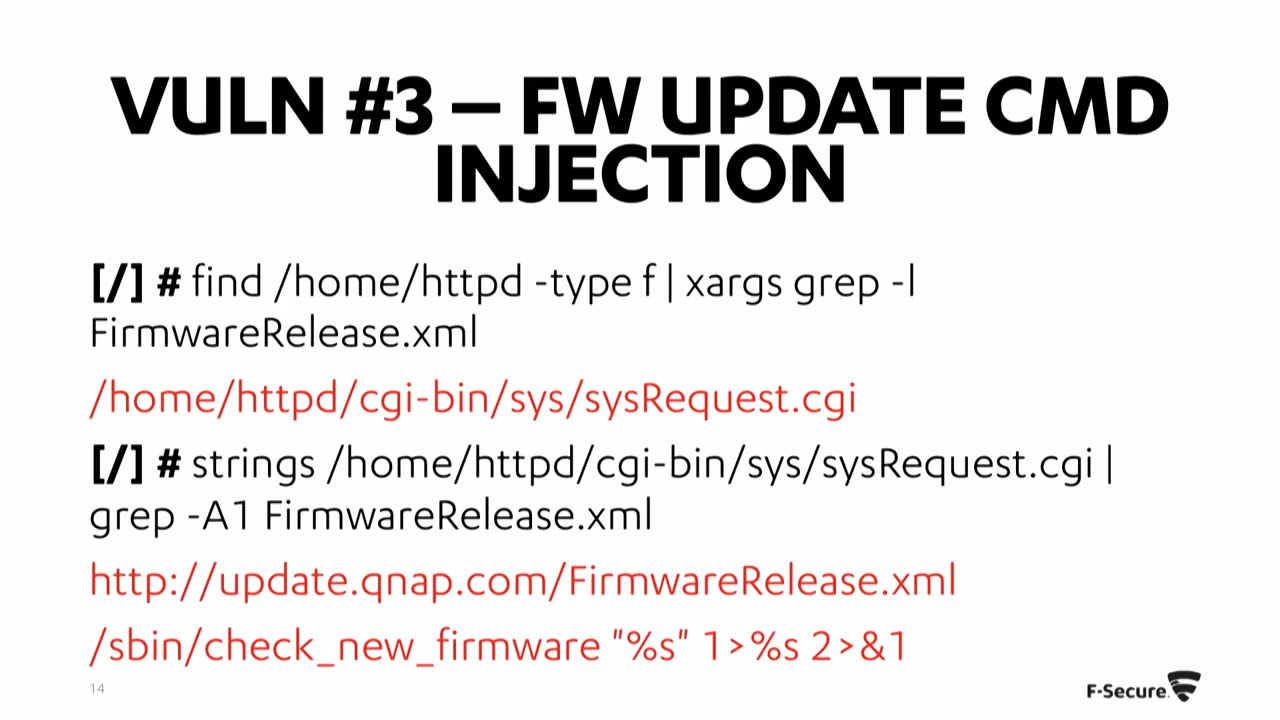 VULN #3 – FW UPDATE CMD
INJECTION
[/] # find /home/httpd -type f | xargs grep -l
FirmwareRelease.xml
/home/httpd/cgi-bin/sys/sysRequest.cgi
[/] # strings /home/httpd/cgi-bin/sys/sysRequest.cgi |
grep -A1 FirmwareRelease.xml
http://update.qnap.com/FirmwareRelease.xml
/sbin/check_new_firmware "%s" 1>%s 2>&1
14
F-Secure.